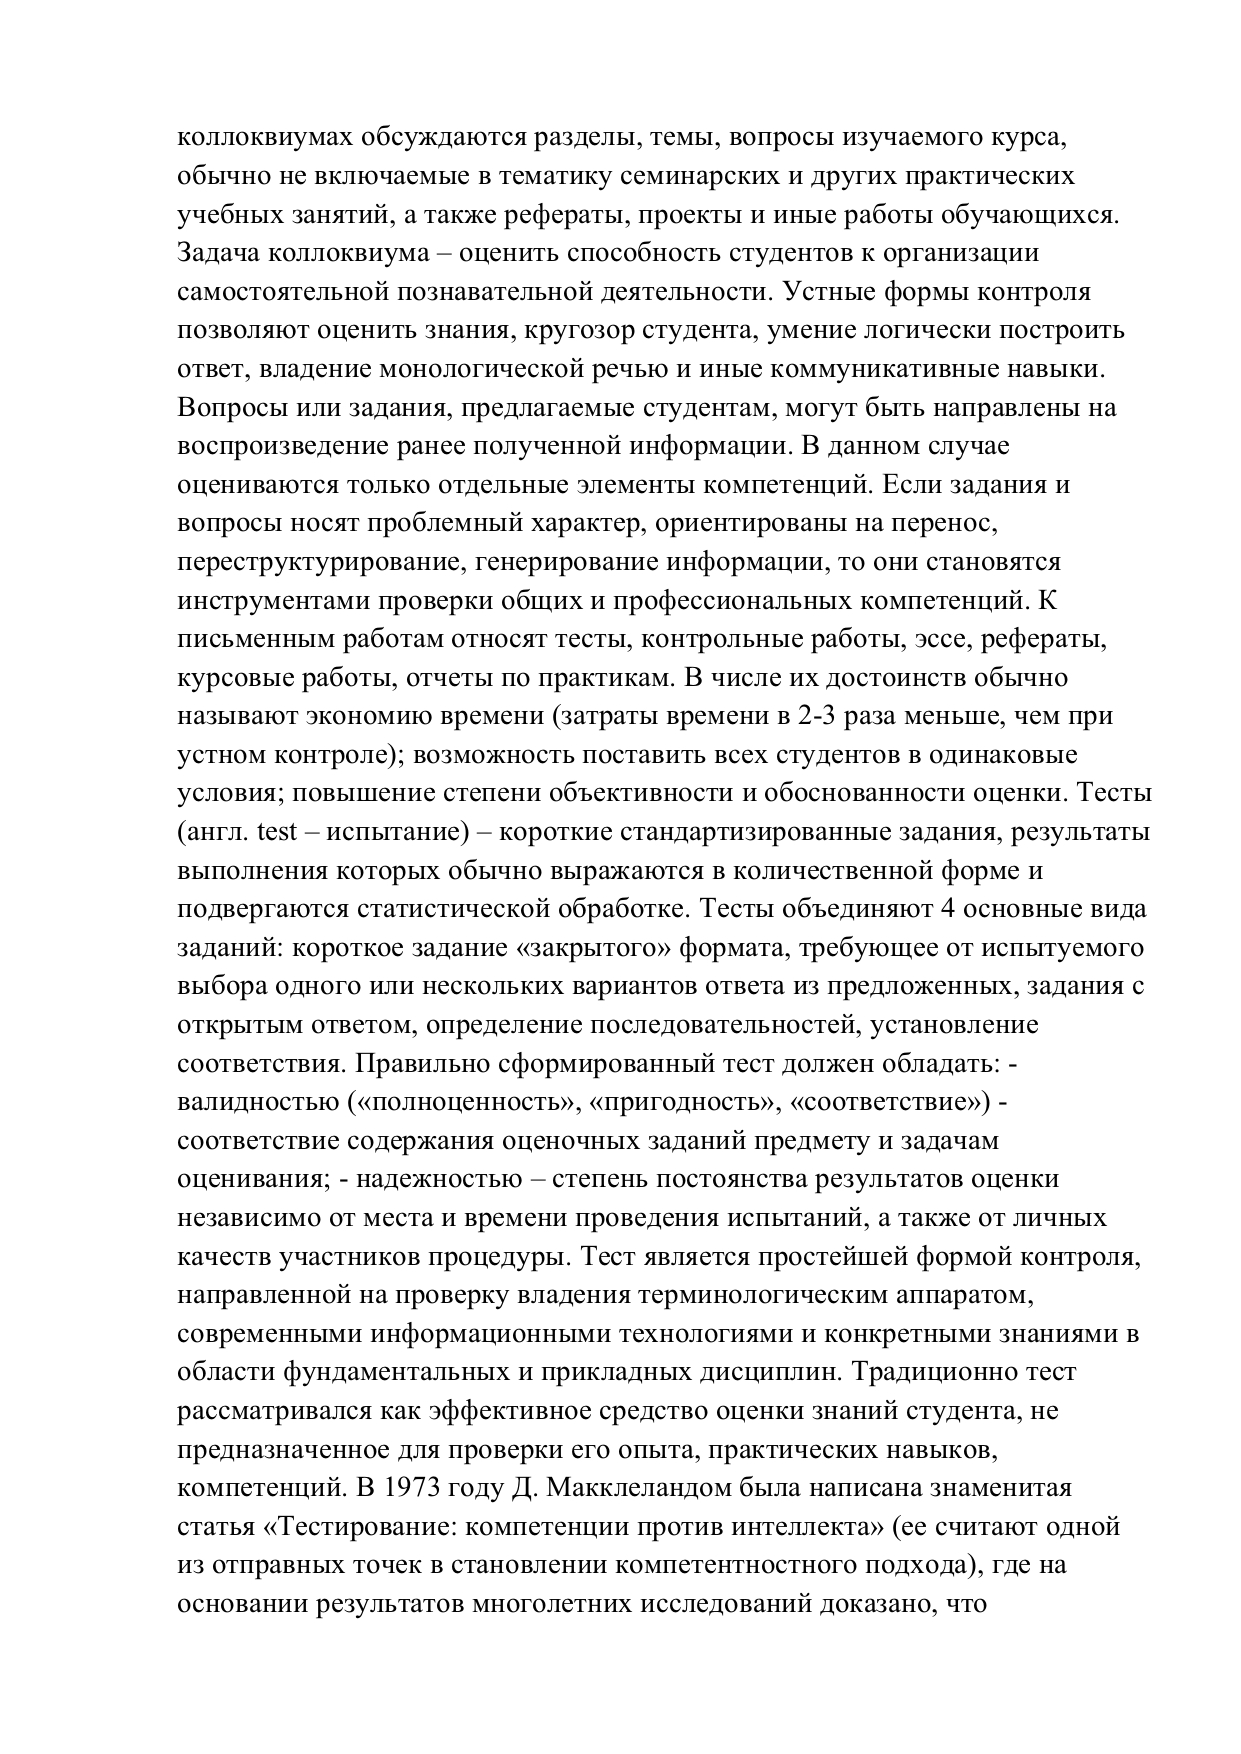 коллоквиумах обсуждаются разделы, темы, вопросы изучаемого курса,
обычно не включаемые в тематику семинарских и других практических
учебных занятий, а также рефераты, проекты и иные работы обучающихся.
Задача коллоквиума – оценить способность студентов к организации
самостоятельной познавательной деятельности. Устные формы контроля
позволяют оценить знания, кругозор студента, умение логически построить
ответ, владение монологической речью и иные коммуникативные навыки.
Вопросы или задания, предлагаемые студентам, могут быть направлены на
воспроизведение ранее полученной информации. В данном случае
оцениваются только отдельные элементы компетенций. Если задания и
вопросы носят проблемный характер, ориентированы на перенос,
переструктурирование, генерирование информации, то они становятся
инструментами проверки общих и профессиональных компетенций. К
письменным работам относят тесты, контрольные работы, эссе, рефераты,
курсовые работы, отчеты по практикам. В числе их достоинств обычно
называют экономию времени (затраты времени в 2-3 раза меньше, чем при
устном контроле); возможность поставить всех студентов в одинаковые
условия; повышение степени объективности и обоснованности оценки. Тесты
(англ. test – испытание) – короткие стандартизированные задания, результаты
выполнения которых обычно выражаются в количественной форме и
подвергаются статистической обработке. Тесты объединяют 4 основные вида
заданий: короткое задание «закрытого» формата, требующее от испытуемого
выбора одного или нескольких вариантов ответа из предложенных, задания с
открытым ответом, определение последовательностей, установление
соответствия. Правильно сформированный тест должен обладать: -
валидностью («полноценность», «пригодность», «соответствие») -
соответствие содержания оценочных заданий предмету и задачам
оценивания; - надежностью – степень постоянства результатов оценки
независимо от места и времени проведения испытаний, а также от личных
качеств участников процедуры. Тест является простейшей формой контроля,
направленной на проверку владения терминологическим аппаратом,
современными информационными технологиями и конкретными знаниями в
области фундаментальных и прикладных дисциплин. Традиционно тест
рассматривался как эффективное средство оценки знаний студента, не
предназначенное для проверки его опыта, практических навыков,
компетенций. В 1973 году Д. Макклеландом была написана знаменитая
статья «Тестирование: компетенции против интеллекта» (ее считают одной
из отправных точек в становлении компетентностного подхода), где на
основании результатов многолетних исследований доказано, что